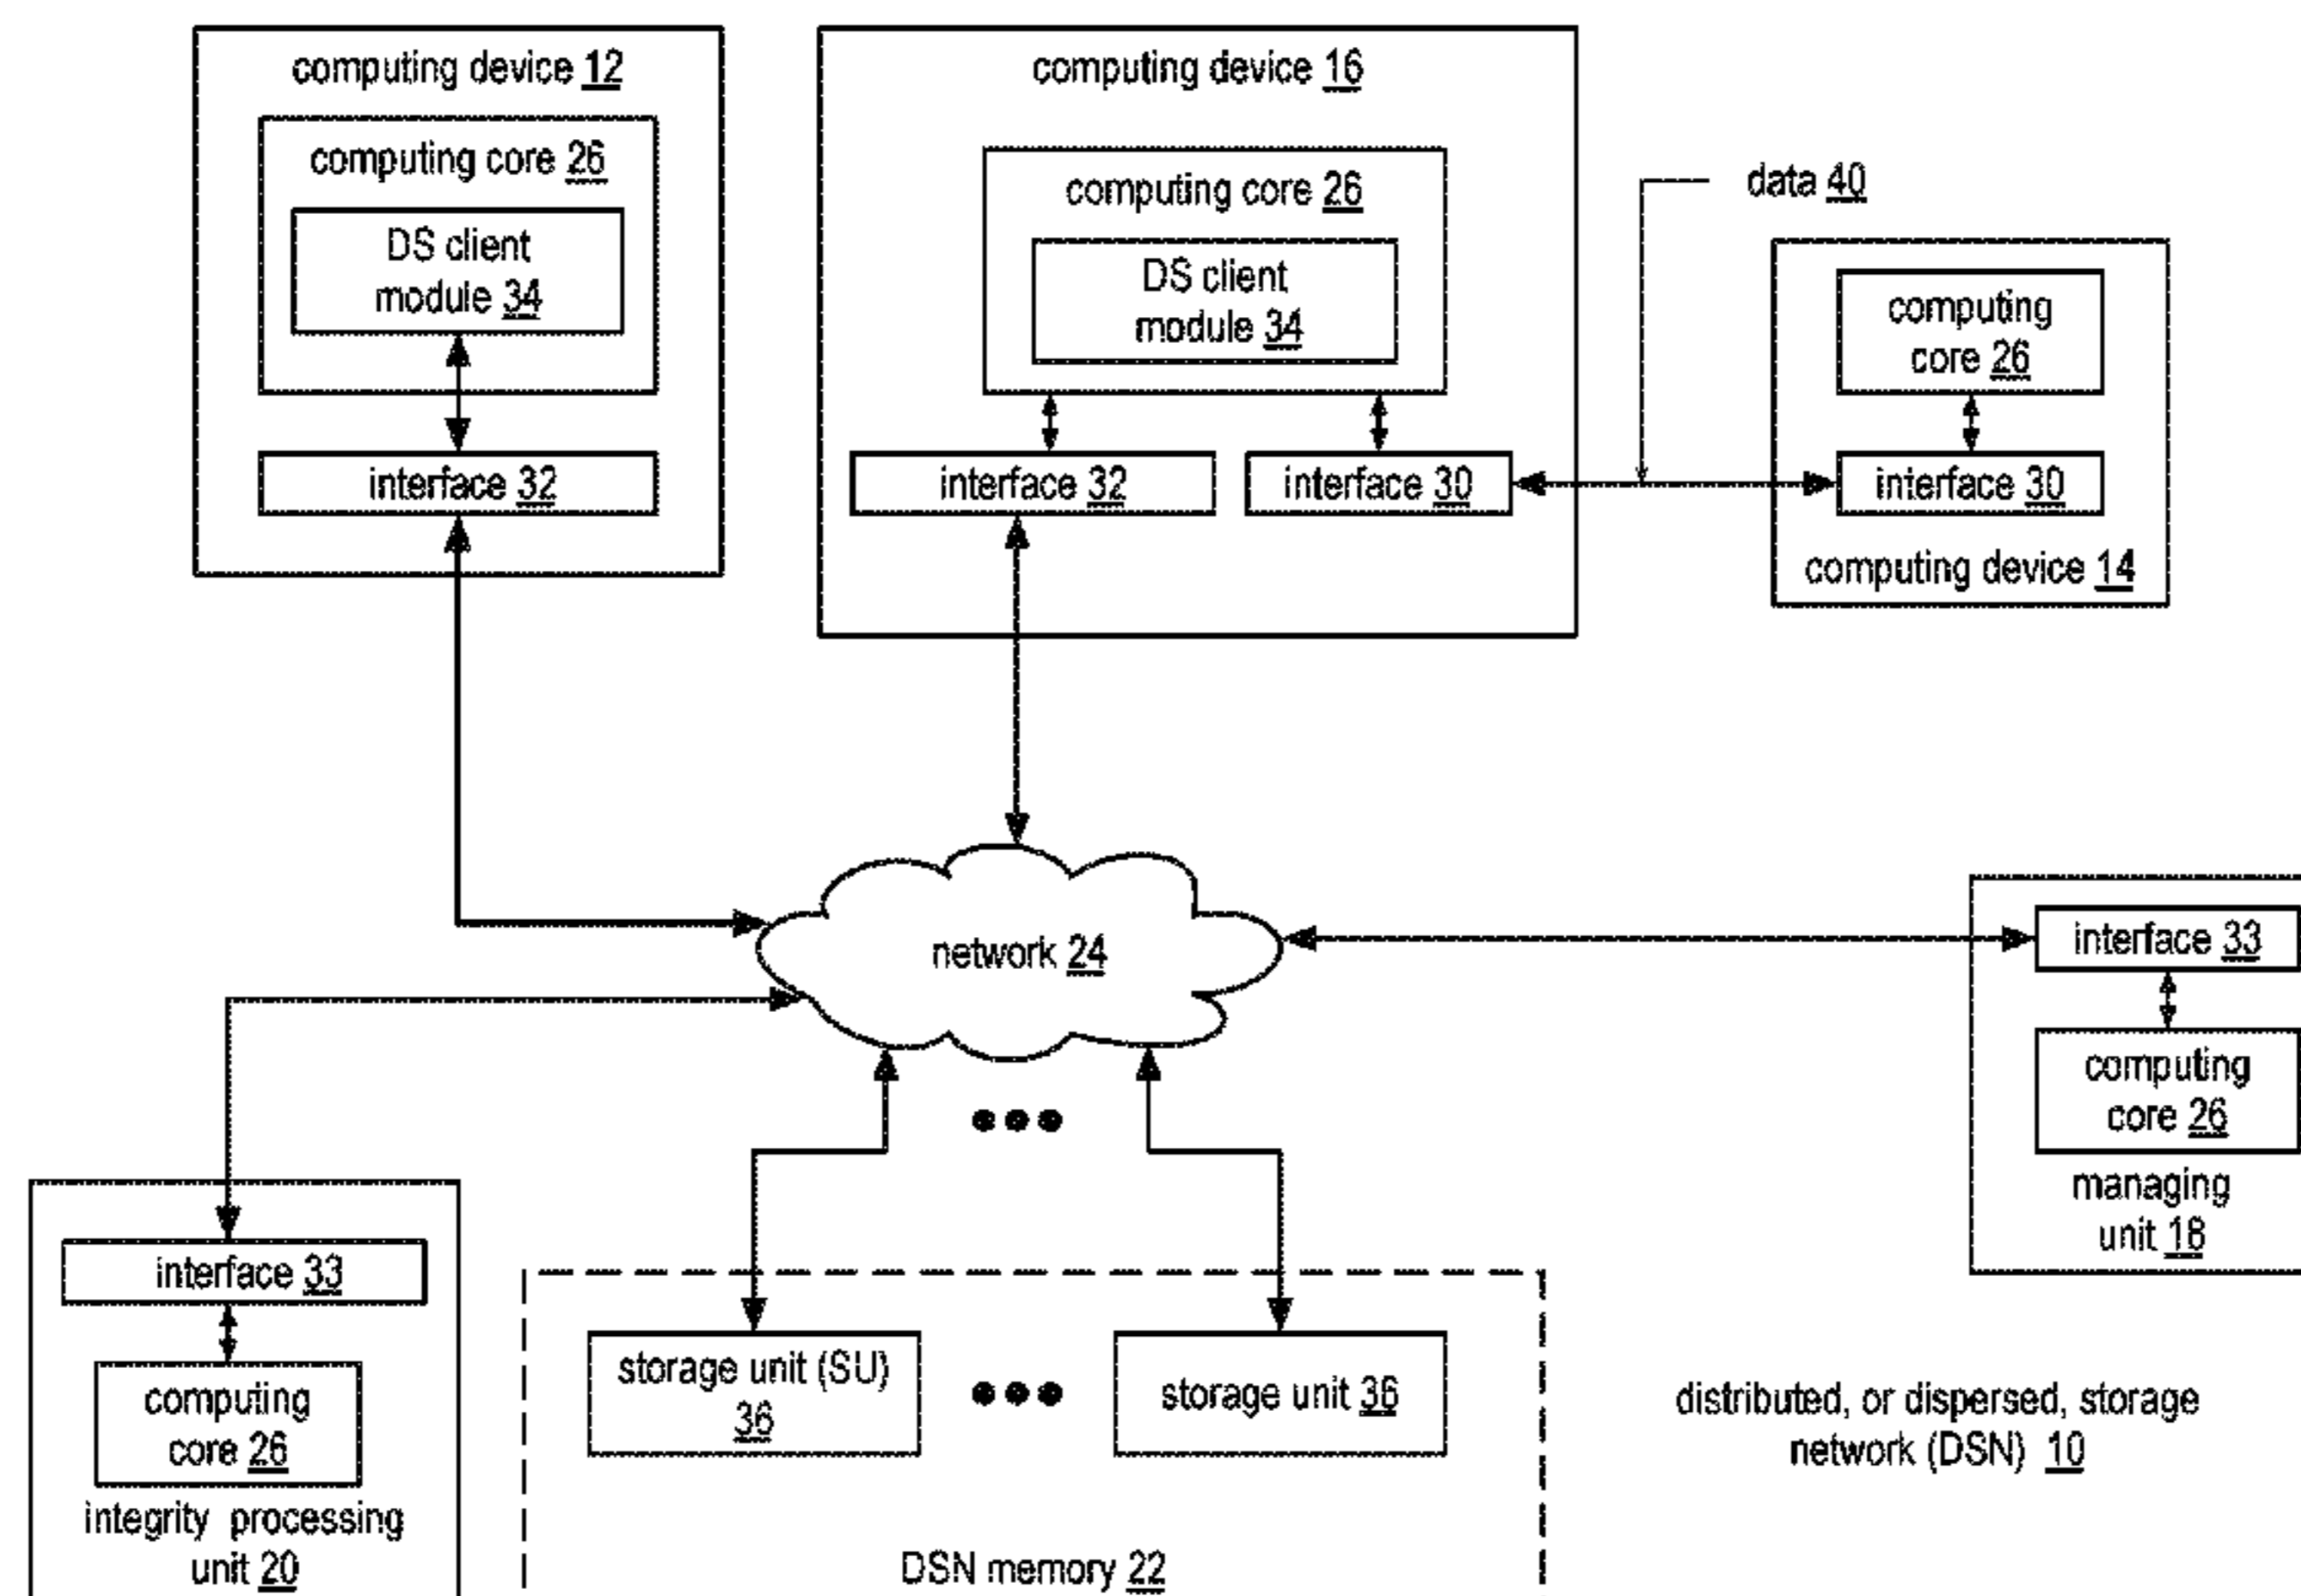 computing device 12
computing core 26
DS client
module 34
interface 32
computing device 16
computing core 26
DS client
module 34
interface 32
interface 30
data 40
computing
core 26
interface 30
computing device 14
network 24
interface 33
computing
core 26
managing
unit 18
interface 33
computing
core 26
integrity processing
unit 20
storage unit (SU)
36
storage unit 36
DSN memory 22
distributed, or dispersed, storage
network (DSN) 10